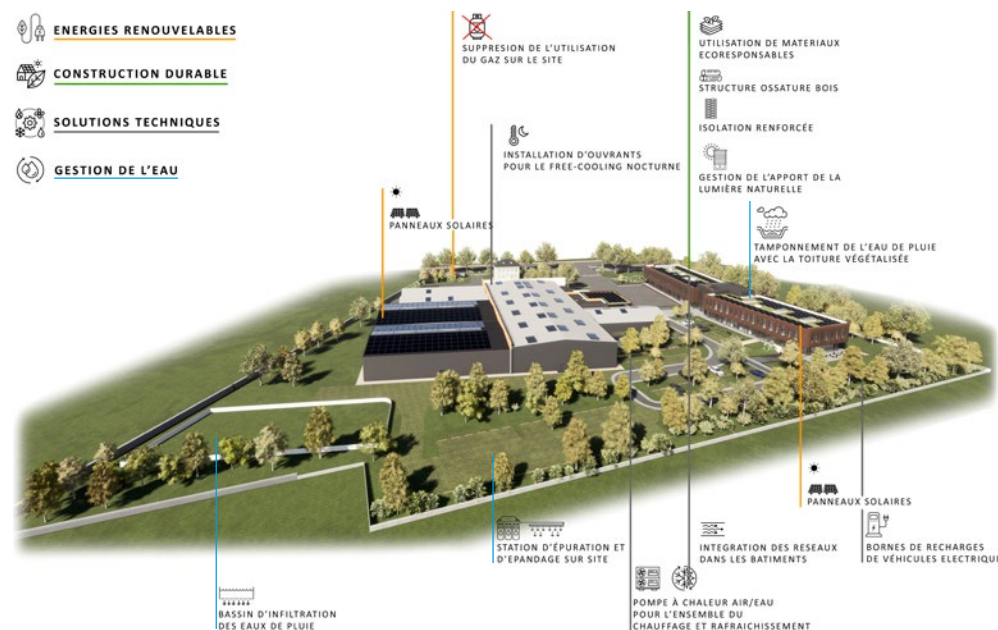 ENERGIES RENOUVELABLES
CONSTRUCTION DURABLE
SOLUTIONS TECHNIQUES
GESTION DE L'EAU
SUPPRESION DE L'UTILISATION
DU GAZ SUR LE SITE
INSTALLATION D'OUVRANTS
POUR LE FREE-COOLING NOCTURNE
PANNEAUX SOLAIRES
UTILISATION DE MATERIAUX
ECORESPONSABLES
STRUCTURE OSSATURE BOIS
ISOLATION RENFORCÉE
GESTION DE L'APPORT DE LA
LUMIÈRE NATURELLE
TAMPONNEMENT DE L'EAU DE PLUIE
AVEC LA TOITURE VÉGÉTALISÉE
PANNEAUX SOLAIRES
STATION D'ÉPURATION ET
D'EPANDAGE SUR SITE
INTEGRATION DES RESEAUX
DANS LES BATIMENTS
BORNES DE RECHARGES
DE VÉHICULES ELECTRIQUE
BASSIN D'INFILTRATION
DES EAUX DE PLUIE
POMPE À CHALEUR AIR/EAU
POUR L'ENSEMBLE DU
CHAUFFAGE ET RAFRAICHISSEMENT